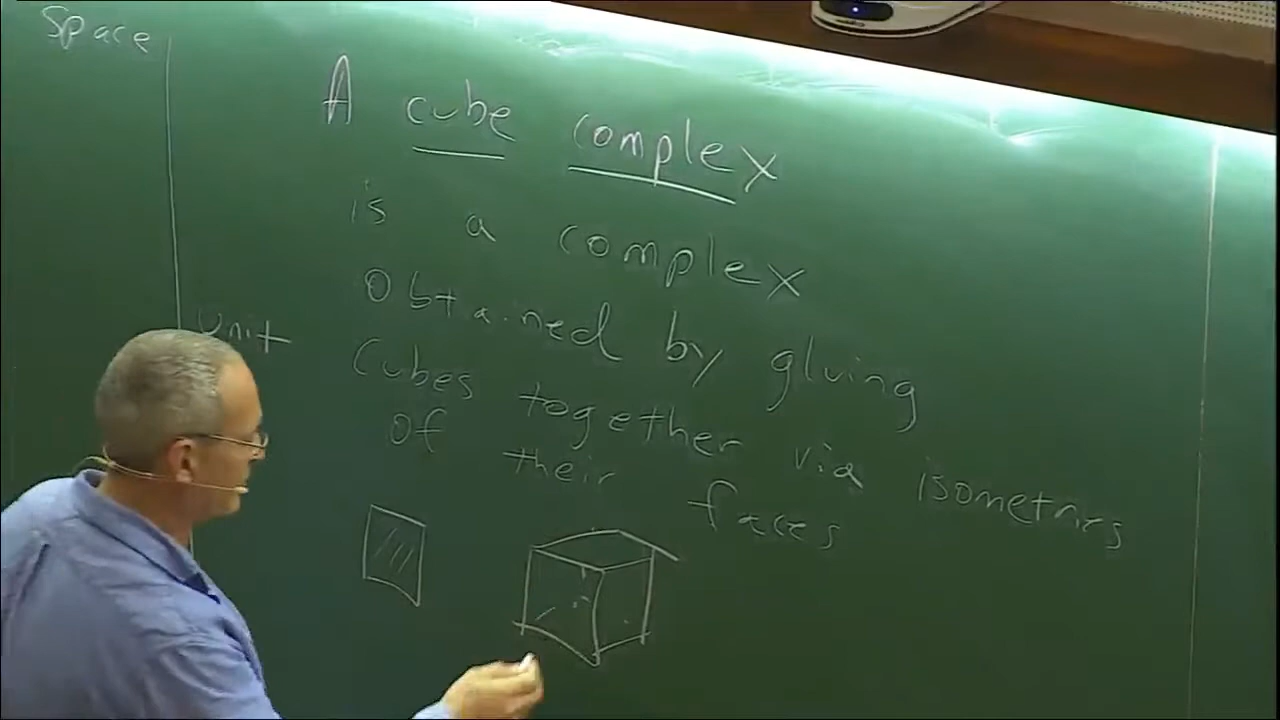 Space
A cube complex
is a complex
Obtained by gluing
unit
Cubes together via isometries
of their faces